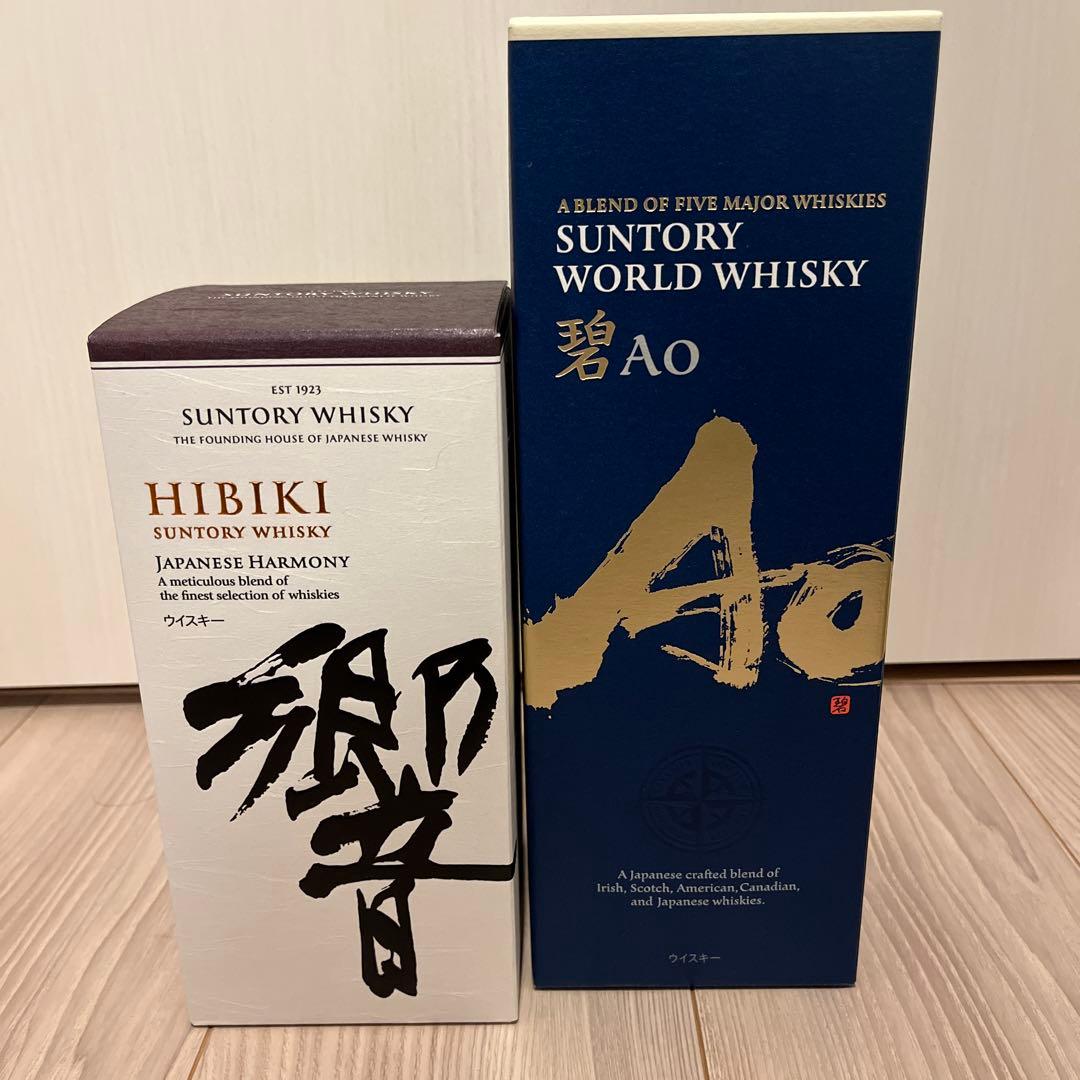 SUNTORY WHISKY
EST 1923
SUNTORY WHISKY
THE FOUNDING HOUSE OF JAPANESE WHISKY
HIBIKI
SUNTORY WHISKY
JAPANESE HARMONY
A meticulous blend of
the finest selection of whiskies
ウイスキー
響
A BLEND OF FIVE MAJOR WHISKIES
SUNTORY
WORLD WHISKY
碧 AO
Ao
碧
A Japanese crafted blend of
Irish, Scotch, American, Canadian,
and Japanese whiskies.
ウイスキー